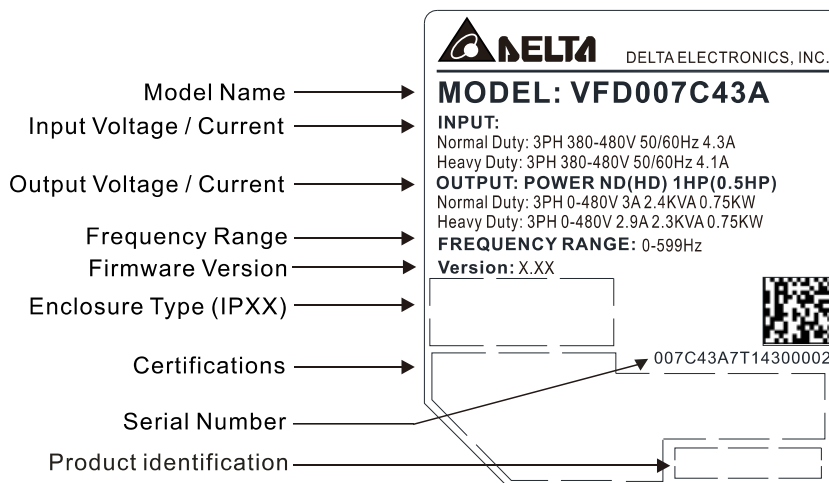 DELTA DELTA ELECTRONICS, INC.
Model Name
MODEL: VFD007C43A
Input Voltage / Current
INPUT:
Normal Duty: 3PH 380-480V 50/60Hz 4.3A
Heavy Duty: 3PH 380-480V 50/60Hz 4.1A
Output Voltage / Current
OUTPUT: POWER ND(HD) 1HP(0.5HP)
Normal Duty: 3PH 0-480V 3A 2.4KVA 0.75KW
Heavy Duty: 3PH 0-480V 2.9A 2.3KVA 0.75KW
Frequency Range
FREQUENCY RANGE: 0-599Hz
Firmware Version
Version: X.XX
Enclosure Type (IPXX)
Certifications
007C43A7T14300002
Serial Number
Product identification